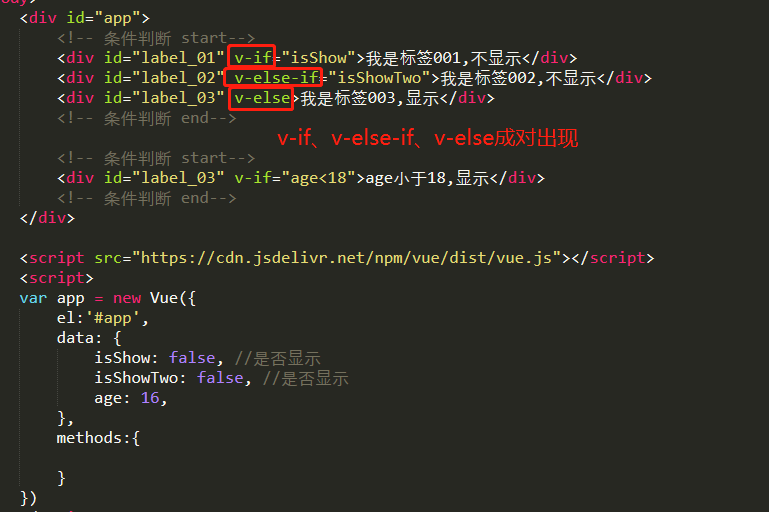 <div id="app">
<!-- 条件判断 start-->
<div id="label_01" v-if="isShow">我是标签001,不显示</div>
<div id="label_02" v-else-if="isShowTwo">我是标签002,不显示</div>
<div id="label_03" v-else>我是标签003,显示</div>
<!-- 条件判断 end-->
v-if、v-else-if、v-else成对出现
<!-- 条件判断 start-->
<div id="label_03" v-if="age<18">age小于18,显示</div>
<!-- 条件判断 end-->
</div>
<script src="https://cdn.jsdelivr.net/npm/vue/dist/vue.js"></script>
<script>
var app = new Vue({
el:'#app',
data: {
isShow: false, //是否显示
isShowTwo: false, //是否显示
age: 16,
},
methods:{
}
})